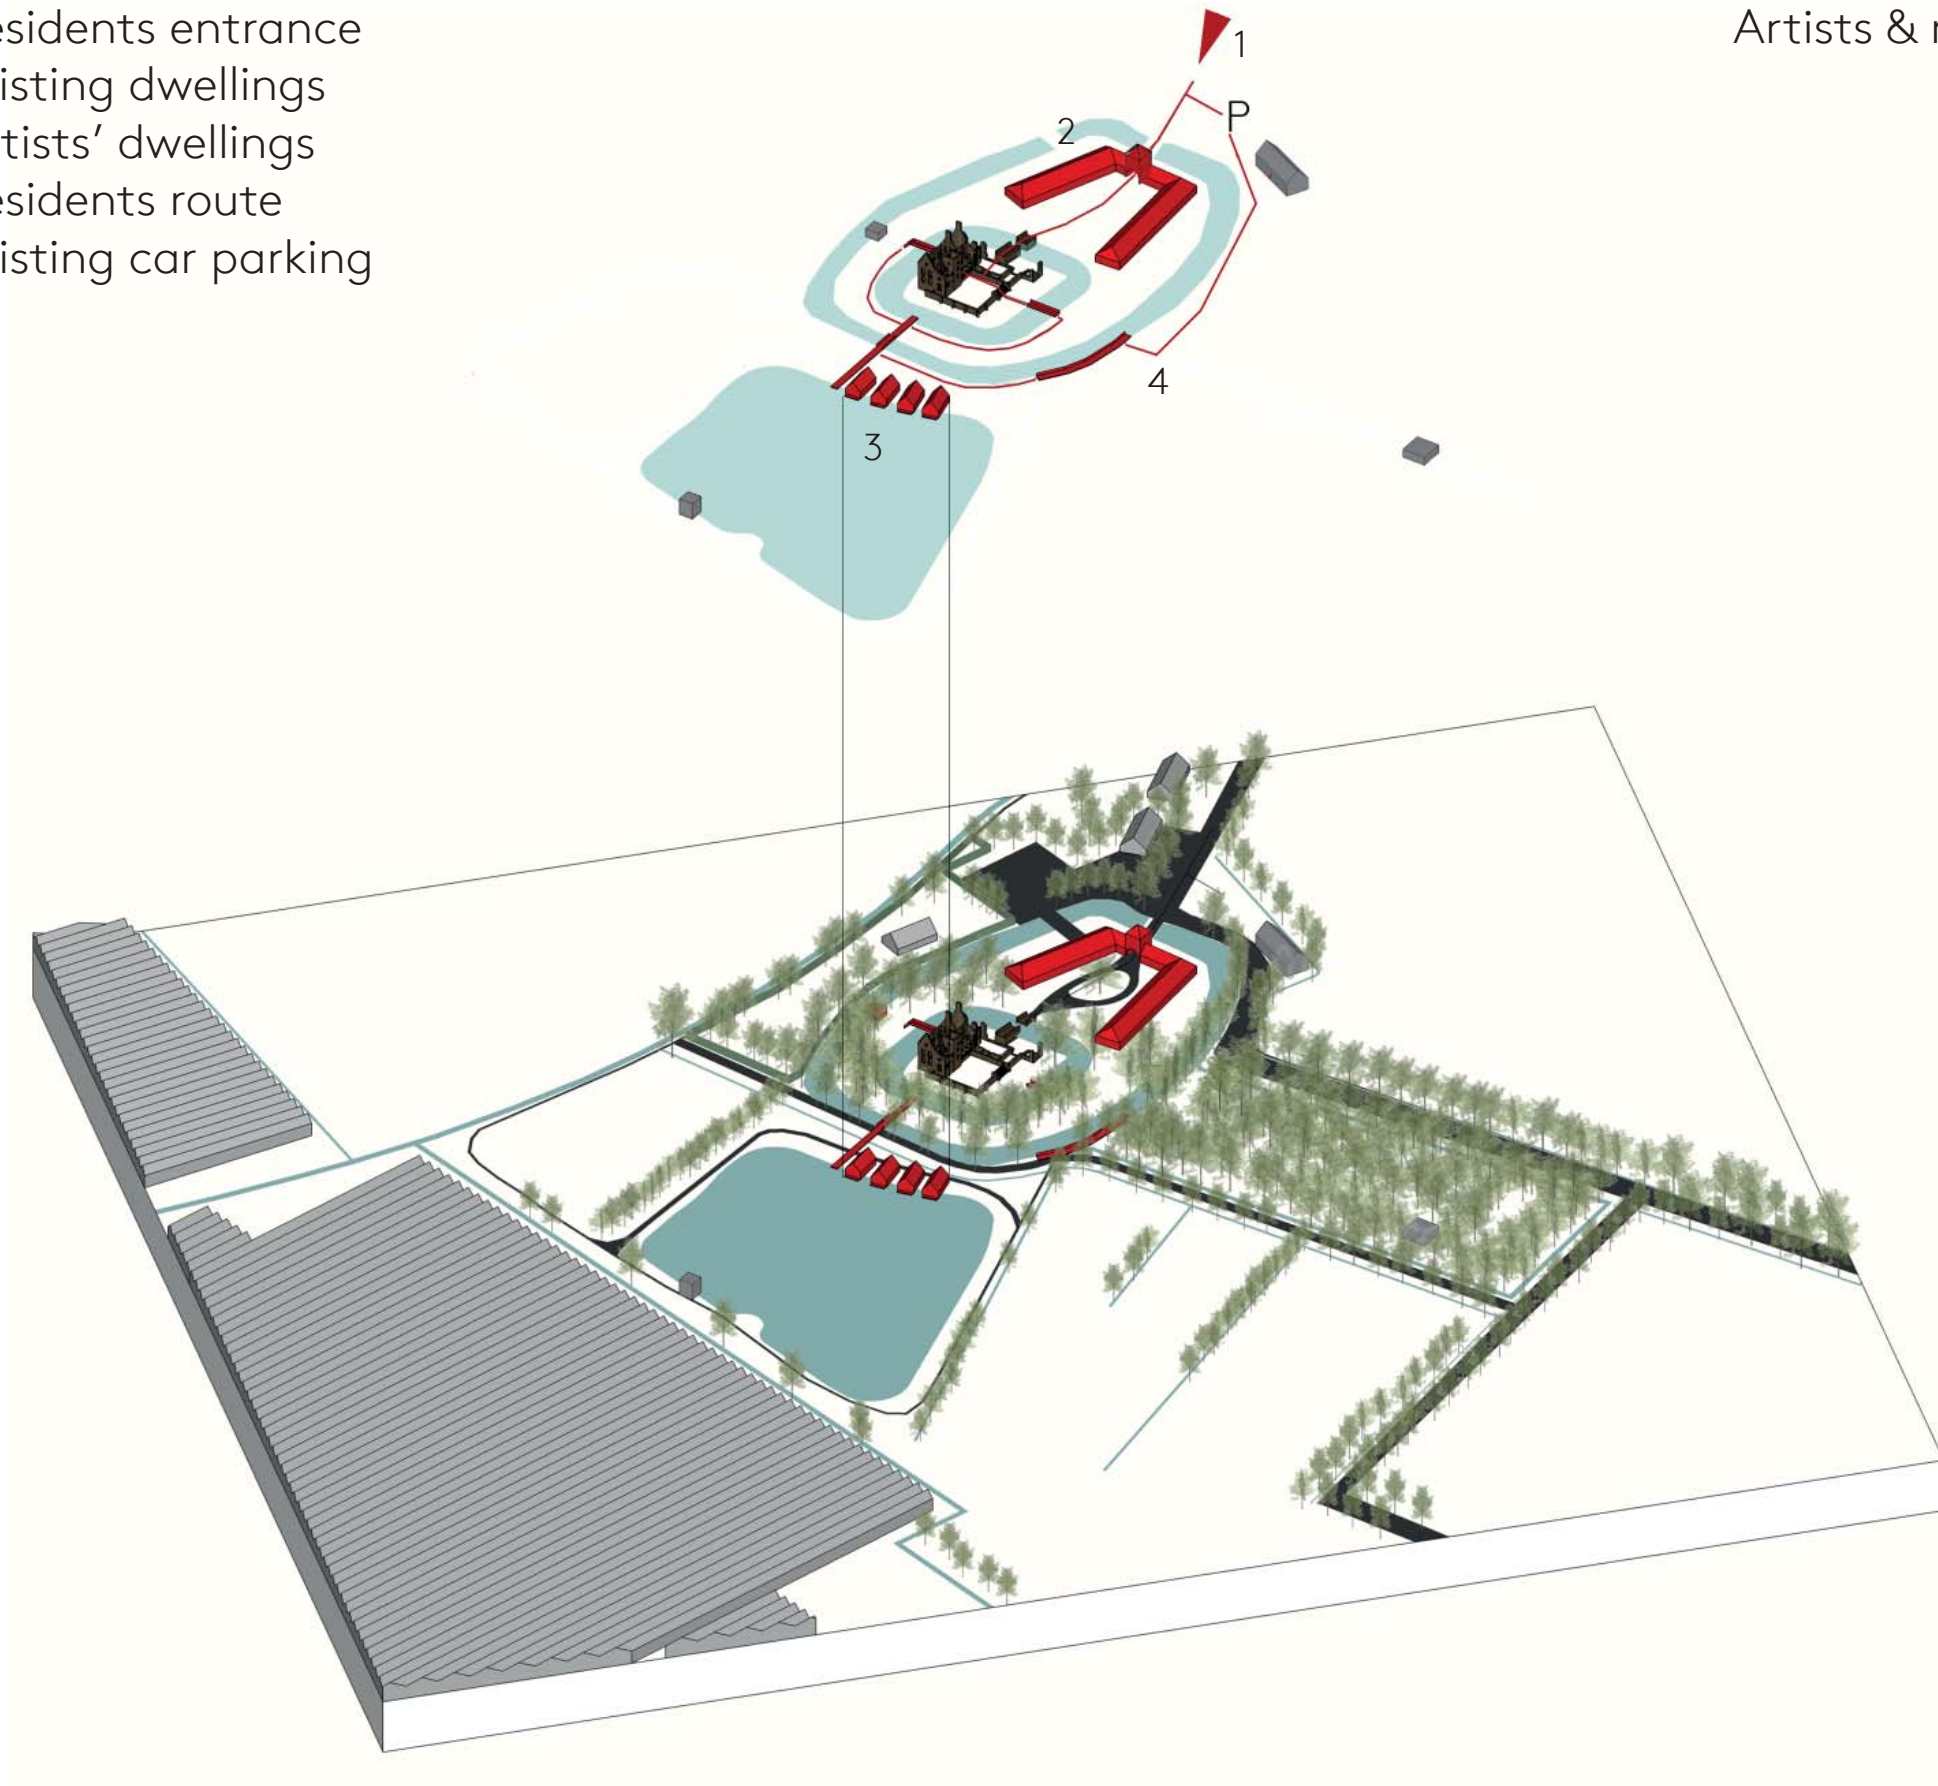 esidents entrance
isting dwellings
tists’ dwellings
esidents route
isting car parking
Artists &
1
P
2
4
3